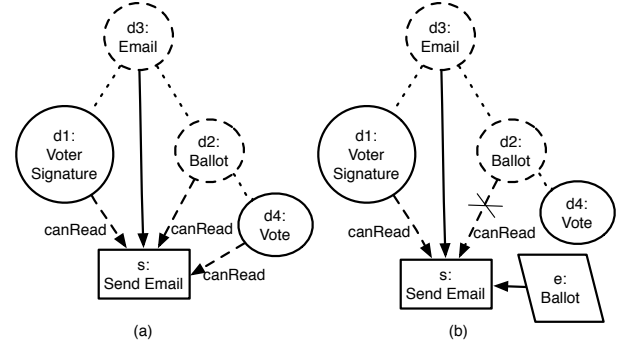 d3:
Email
d1:
Voter
Signature
d2:
Ballot
d4:
Vote
canRead
canRead
canRead
s:
Send Email
(a)
d3:
Email
d1:
Voter
Signature
d2:
Ballot
d4:
Vote
canRead
canRead
s:
Send Email
e:
Ballot
(b)